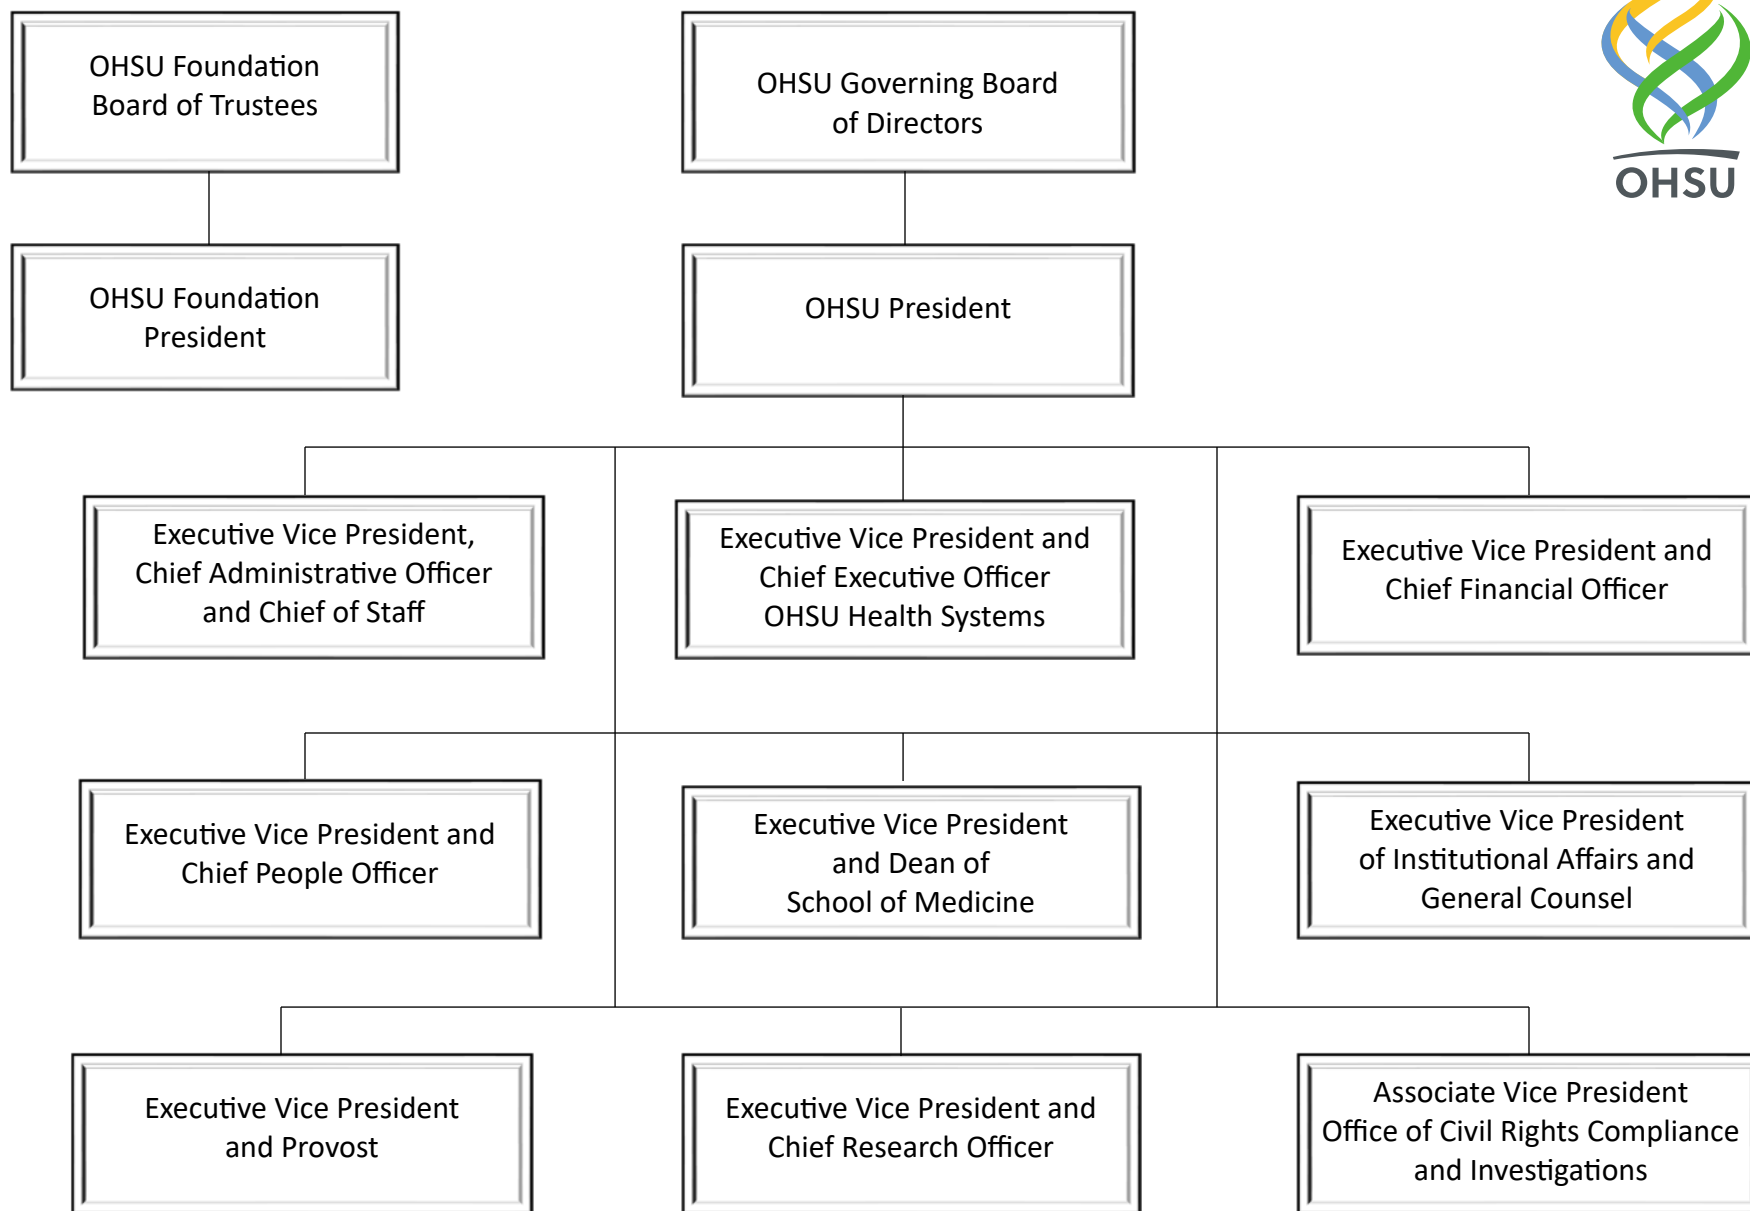 OHSU Foundation
Board of Trustees
OHSU Governing Board
of Directors
OHSU
OHSU Foundation
President
OHSU President
Executive Vice President,
Chief Administrative Officer
and Chief of Staff
Executive Vice President and
Chief Executive Officer
OHSU Health Systems
Executive Vice President and
Chief Financial Officer
Executive Vice President and
Chief People Officer
Executive Vice President
and Dean of
School of Medicine
Executive Vice President
of Institutional Affairs and
General Counsel
Executive Vice President
and Provost
Executive Vice President and
Chief Research Officer
Associate Vice President
Office of Civil Rights Compliance
and Investigations